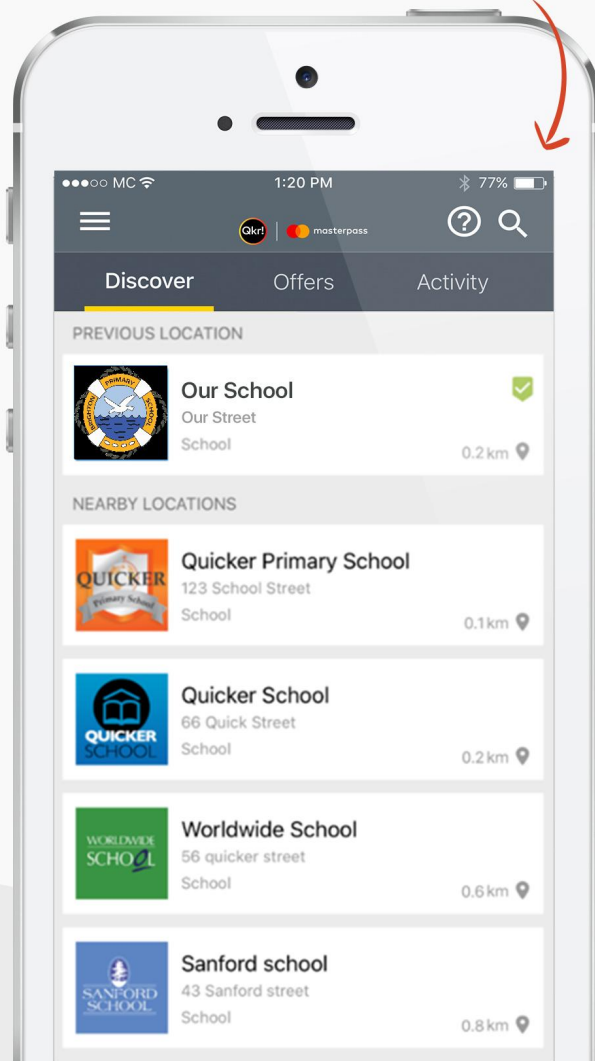 MC 1:20 PM 77%
Qkr! masterpass
Discover Offers Activity
PREVIOUS LOCATION
BRIGHTON PRIMARY SCHOOL
Our School
Our Street
School
0.2 km
NEARBY LOCATIONS
QUICKER
Primary School
Quicker Primary School
123 School Street
School
0.1 km
QUICKER
SCHOOL
Quicker School
66 Quick Street
School
0.2 km
WORLDWIDE
SCHOOL
Worldwide School
56 quicker street
School
0.6 km
SANFORD
SCHOOL
Sanford school
43 Sanford street
School
0.8 km